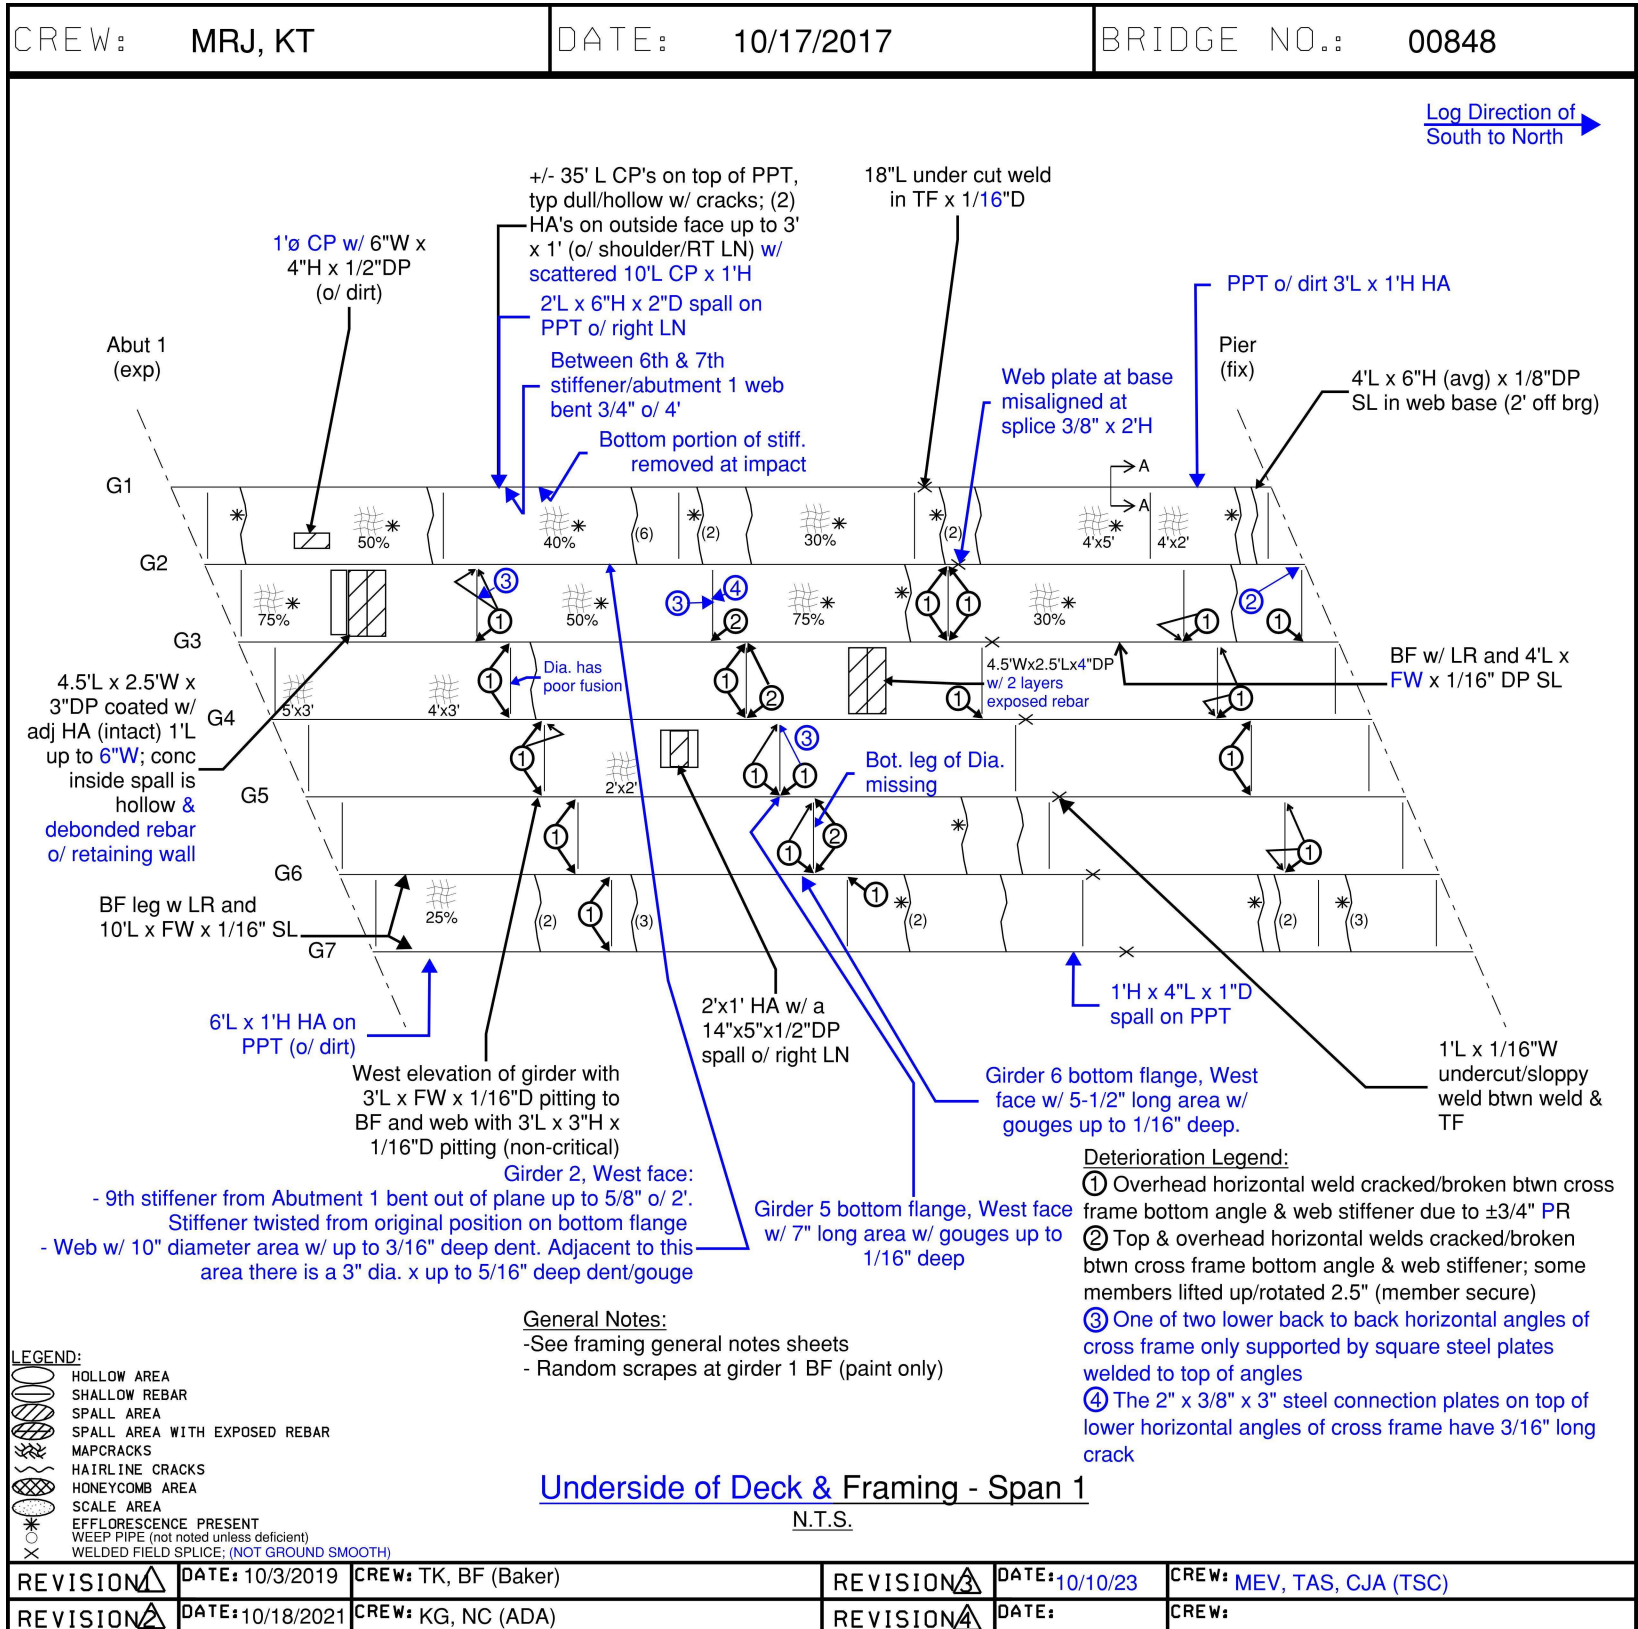 CREW: MRJ, KT
DATE: 10/17/2017
BRIDGE NO.: 00848
Log Direction of
South to North
+/- 35' L CP's on top of PPT,
typ dull/hollow w/ cracks; (2)
HA's on outside face up to 3'
x 1' (o/ shoulder/RT LN) w/
scattered 10'L CP x 1'H
2'L x 6"H x 2"D spall on
PPT o/ right LN
Between 6th & 7th
stiffener/abutment 1 web
bent 3/4" o/ 4'
Bottom portion of stiff.
removed at impact
18"L under cut weld
in TF x 1/16"D
1'ø CP w/ 6"W x
4"H x 1/2"DP
(o/ dirt)
PPT o/ dirt 3'L x 1'H HA
Abut 1
(exp)
Pier
(fix)
Web plate at base
misaligned at
splice 3/8" x 2'H
4'L x 6"H (avg) x 1/8"DP
SL in web base (2' off brg)
A
A
G1
50%
40%
(6)
(2)
30%
(2)
4'x5'
4'x2'
G2
75%
3
1
50%
3
4
2
75%
1
1
30%
1
2
1
G3
5'x3'
4'x3'
1
Dia. has
poor fusion
1
2
4.5'Wx2.5'Lx4"DP
w/ 2 layers
exposed rebar
1
1
BF w/ LR and 4'L x
FW x 1/16" DP SL
4.5'L x 2.5'W x
3"DP coated w/
adj HA (intact) 1'L
up to 6"W; conc
inside spall is
hollow &
debonded rebar
o/ retaining wall
G4
1
2'x2'
3
1
1
Bot. leg of Dia.
missing
1
G5
1
1
2
1
G6
25%
(2)
1
(3)
1
(2)
(2)
(3)
BF leg w LR and
10'L x FW x 1/16" SL
G7
6'L x 1'H HA on
PPT (o/ dirt)
2'x1' HA w/ a
14"x5"x1/2"DP
spall o/ right LN
1'H x 4"L x 1"D
spall on PPT
West elevation of girder with
3'L x FW x 1/16"D pitting to
BF and web with 3'L x 3"H x
1/16"D pitting (non-critical)
Girder 6 bottom flange, West
face w/ 5-1/2" long area w/
gouges up to 1/16" deep.
1'L x 1/16"W
undercut/sloppy
weld btwn weld &
TF
Girder 2, West face:
- 9th stiffener from Abutment 1 bent out of plane up to 5/8" o/ 2'.
Stiffener twisted from original position on bottom flange
- Web w/ 10" diameter area w/ up to 3/16" deep dent. Adjacent to this
area there is a 3" dia. x up to 5/16" deep dent/gouge
Girder 5 bottom flange, West face
w/ 7" long area w/ gouges up to
1/16" deep
Deterioration Legend:
1 Overhead horizontal weld cracked/broken btwn cross
frame bottom angle & web stiffener due to ±3/4" PR
2 Top & overhead horizontal welds cracked/broken
btwn cross frame bottom angle & web stiffener; some
members lifted up/rotated 2.5" (member secure)
3 One of two lower back to back horizontal angles of
cross frame only supported by square steel plates
welded to top of angles
4 The 2" x 3/8" x 3" steel connection plates on top of
lower horizontal angles of cross frame have 3/16" long
crack
General Notes:
-See framing general notes sheets
- Random scrapes at girder 1 BF (paint only)
LEGEND:
HOLLOW AREA
SHALLOW REBAR
SPALL AREA
SPALL AREA WITH EXPOSED REBAR
MAPCRACKS
HAIRLINE CRACKS
HONEYCOMB AREA
SCALE AREA
EFFLORESCENCE PRESENT
WEEP PIPE (not noted unless deficient)
WELDED FIELD SPLICE; (NOT GROUND SMOOTH)
Underside of Deck & Framing - Span 1
N.T.S.
REVISION 1 DATE: 10/3/2019 CREW: TK, BF (Baker)
REVISION 3 DATE: 10/10/23 CREW: MEV, TAS, CJA (TSC)
REVISION 2 DATE: 10/18/2021 CREW: KG, NC (ADA)
REVISION 4 DATE: CREW: